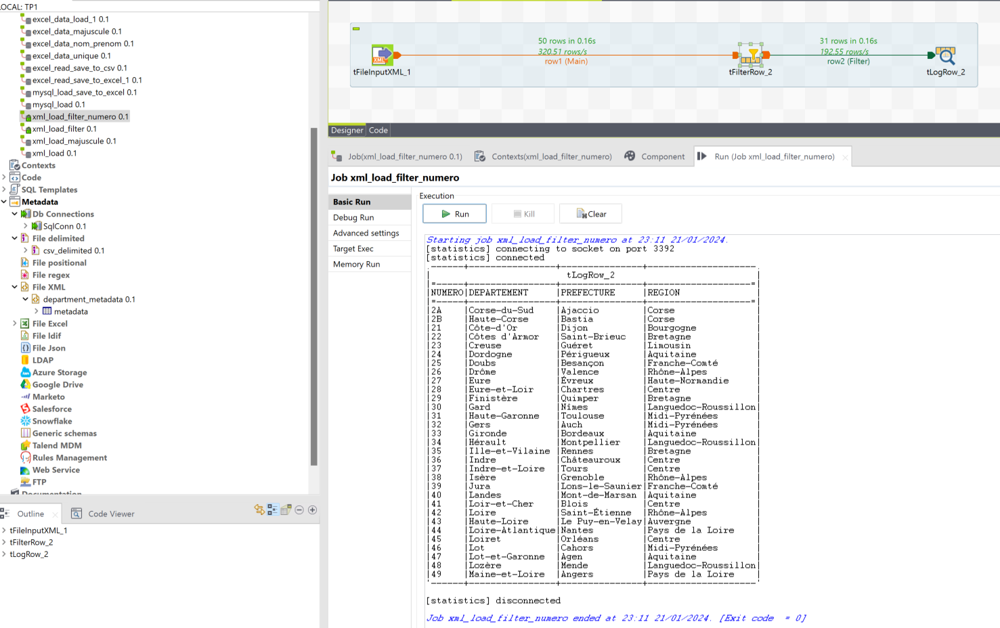 LOCAL: TP1
excel_data_load_1 0.1
excel_data_majuscule 0.1
excel_data_nom_prenom 0.1
excel_data_unique 0.1
excel_read_save_to_csv 0.1
excel_read_save_to_excel_1 0.1
mysql_load_save_to_excel 0.1
mysql_load 0.1
xml_load_filter_numero 0.1
xml_load_filter 0.1
xml_load_majuscule 0.1
xml_load 0.1
Contexts
Code
SQL Templates
Metadata
Db Connections
SqlConn 0.1
File delimited
csv_delimited 0.1
File positional
File regex
File XML
department_metadata 0.1
metadata
File Excel
File ldif
File Json
LDAP
Azure Storage
Google Drive
Marketo
Salesforce
Snowflake
Generic schemas
Talend MDM
Rules Management
Web Service
FTP
Documentation
Outline
Code Viewer
tFileInputXML_1
tFilterRow_2
tLogRow_2
50 rows in 0.16s
320.51 rows/s
row1 (Main)
31 rows in 0.16s
192.55 rows/s
row2 (Filter)
XML
tFileInputXML_1
tFilterRow_2
tLogRow_2
Designer Code
Job(xml_load_filter_numero 0.1) Contexts(xml_load_filter_numero) Component Run (Job xml_load_filter_numero)
Job xml_load_filter_numero
Basic Run
Debug Run
Advanced settings
Target Exec
Memory Run
Execution
Run Kill Clear
Starting job xml_load_filter_numero at 23:11 21/01/2024.
[statistics] connecting to socket on port 3392
[statistics] connected
.------+----------------+---------------+--------------------.
| tLogRow_2 |
|=-----+----------------+---------------+-------------------=|
|NUMERO|DEPARTEMENT |PREFECTURE |REGION |
|=-----+----------------+---------------+-------------------=|
|2A |Corse-du-Sud |Ajaccio |Corse |
|2B |Haute-Corse |Bastia |Corse |
|21 |Côte-d'Or |Dijon |Bourgogne |
|22 |Côtes d'Armor |Saint-Brieuc |Bretagne |
|23 |Creuse |Guéret |Limousin |
|24 |Dordogne |Périgueux |Aquitaine |
|25 |Doubs |Besançon |Franche-Comté |
|26 |Drôme |Valence |Rhône-Alpes |
|27 |Eure |Évreux |Haute-Normandie |
|28 |Eure-et-Loir |Chartres |Centre |
|29 |Finistère |Quimper |Bretagne |
|30 |Gard |Nîmes |Languedoc-Roussillon|
|31 |Haute-Garonne |Toulouse |Midi-Pyrénées |
|32 |Gers |Auch |Midi-Pyrénées |
|33 |Gironde |Bordeaux |Aquitaine |
|34 |Hérault |Montpellier |Languedoc-Roussillon|
|35 |Ille-et-Vilaine |Rennes |Bretagne |
|36 |Indre |Châteauroux |Centre |
|37 |Indre-et-Loire |Tours |Centre |
|38 |Isère |Grenoble |Rhône-Alpes |
|39 |Jura |Lons-le-Saunier|Franche-Comté |
|40 |Landes |Mont-de-Marsan |Aquitaine |
|41 |Loir-et-Cher |Blois |Centre |
|42 |Loire |Saint-Étienne |Rhône-Alpes |
|43 |Haute-Loire |Le Puy-en-Velay|Auvergne |
|44 |Loire-Atlantique|Nantes |Pays de la Loire |
|45 |Loiret |Orléans |Centre |
|46 |Lot |Cahors |Midi-Pyrénées |
|47 |Lot-et-Garonne |Agen |Aquitaine |
|48 |Lozère |Mende |Languedoc-Roussillon|
|49 |Maine-et-Loire |Angers |Pays de la Loire |
'------+----------------+---------------+--------------------'
[statistics] disconnected
Job xml_load_filter_numero ended at 23:11 21/01/2024. [Exit code = 0]